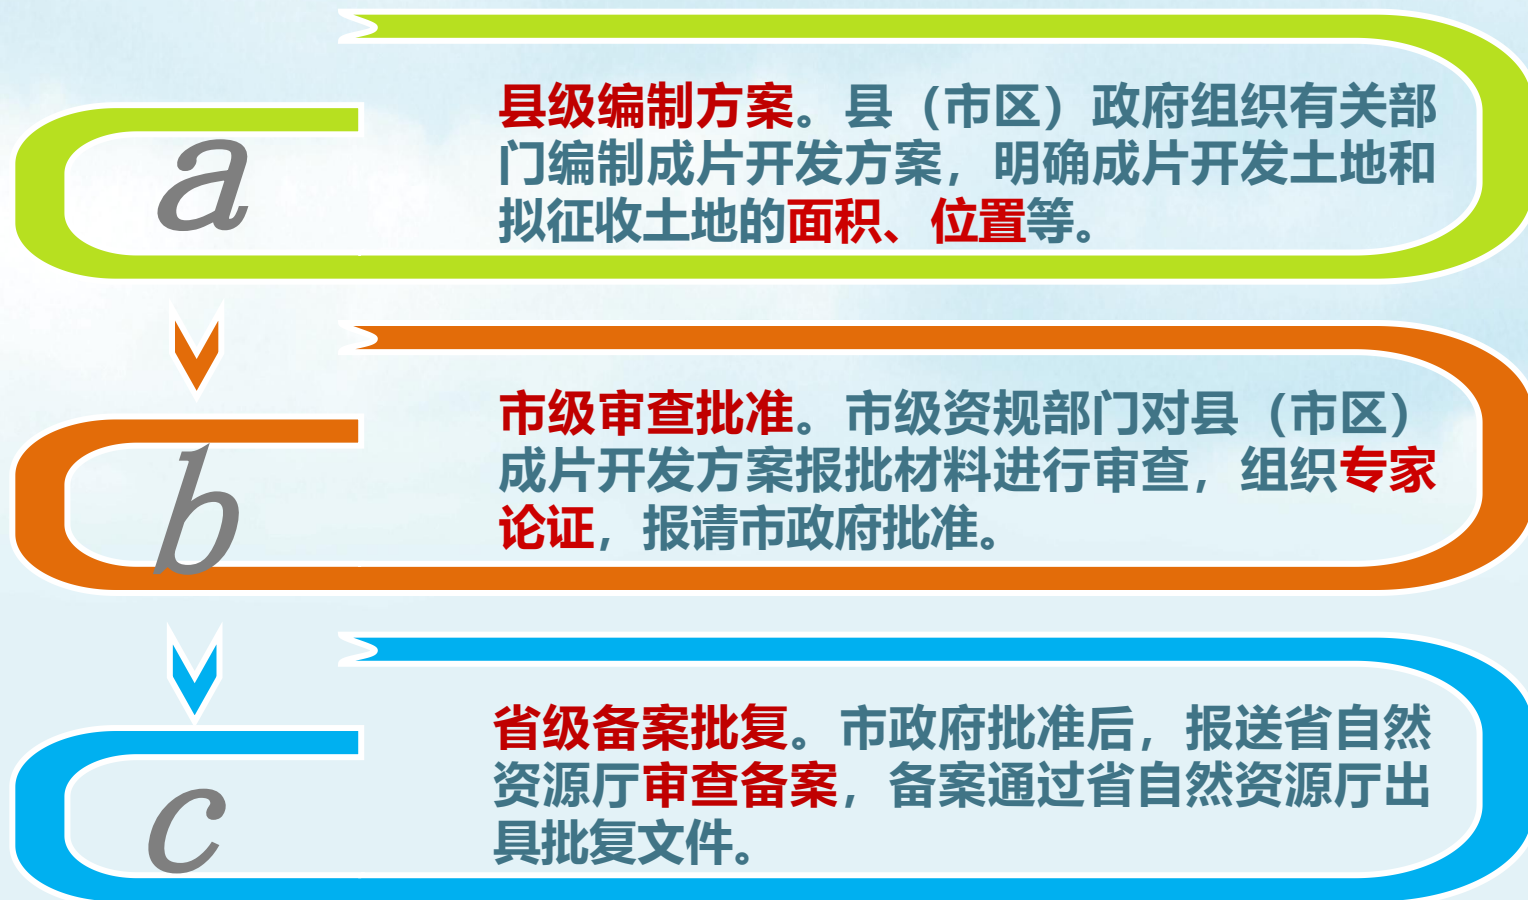 a
县级编制方案。县（市区）政府组织有关部
门编制成片开发方案，明确成片开发土地和
拟征收土地的面积、位置等。
b
市级审查批准。市级资规部门对县（市区）
成片开发方案报批材料进行审查，组织专家
论证，报请市政府批准。
c
省级备案批复。市政府批准后，报送省自然
资源厅审查备案，备案通过省自然资源厅出
具批复文件。